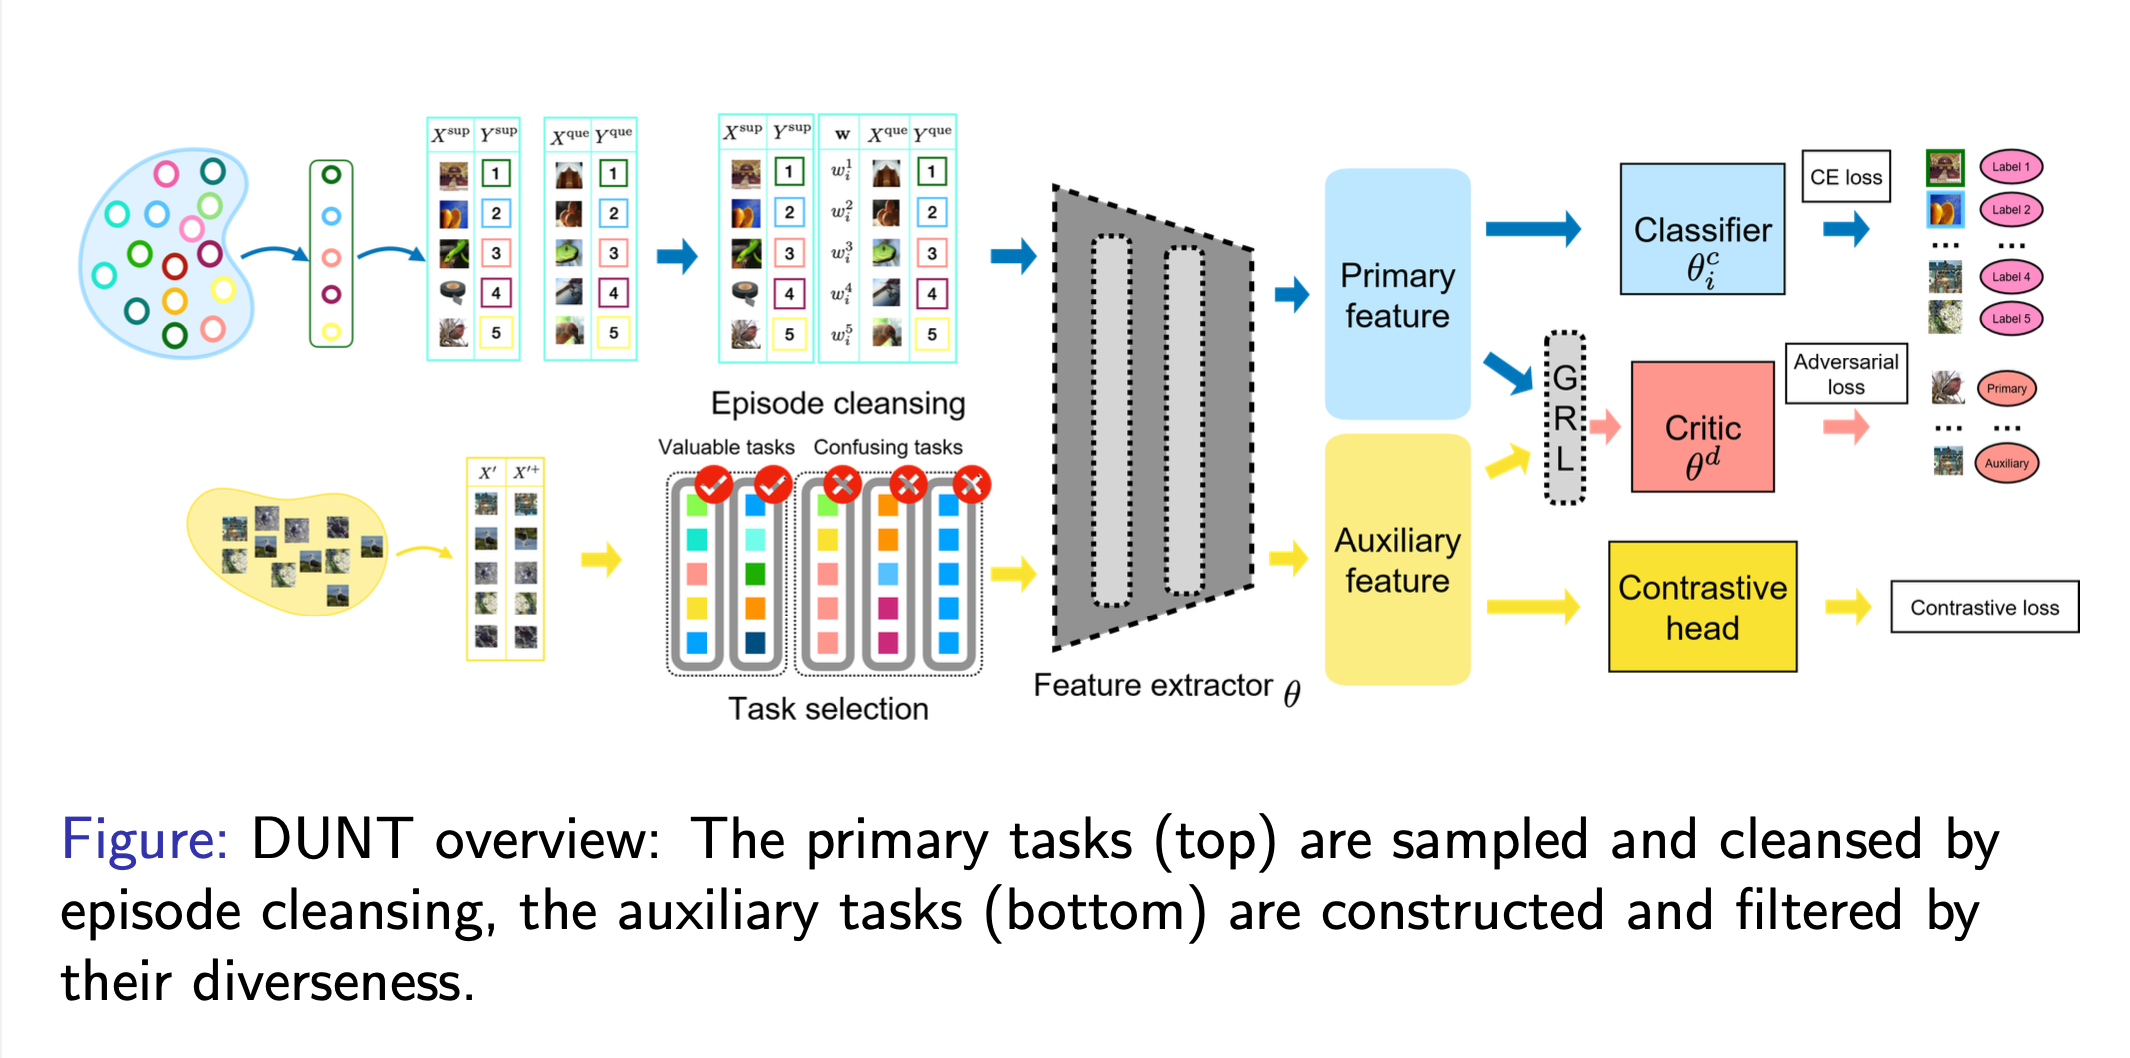 X^sup Y^sup X^que Y^que
1 1
2 2
3 3
4 4
5 5
X^sup Y^sup w X^que Y^que
1 w_i^1 1
2 w_i^2 2
3 w_i^3 3
4 w_i^4 4
5 w_i^5 5
Episode cleansing
Valuable tasks Confusing tasks
X′ X′+
Task selection
Feature extractor θ
Primary
feature
Auxiliary
feature
Classifier
θ_i^c
CE loss
Label 1
Label 2
... ...
Label 4
Label 5
G
R
L
Critic
θ^d
Adversarial
loss
Primary
... ...
Auxiliary
Contrastive
head
Contrastive loss
Figure: DUNT overview: The primary tasks (top) are sampled and cleansed by
episode cleansing, the auxiliary tasks (bottom) are constructed and filtered by
their diverseness.